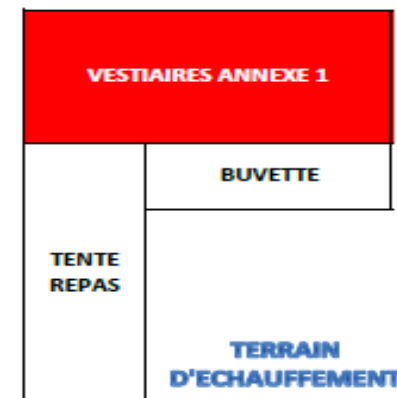 VESTIAIRES ANNEXE 1
BUVETTE
TENTE
REPAS
TERRAIN
D'ECHAUFFEMENT